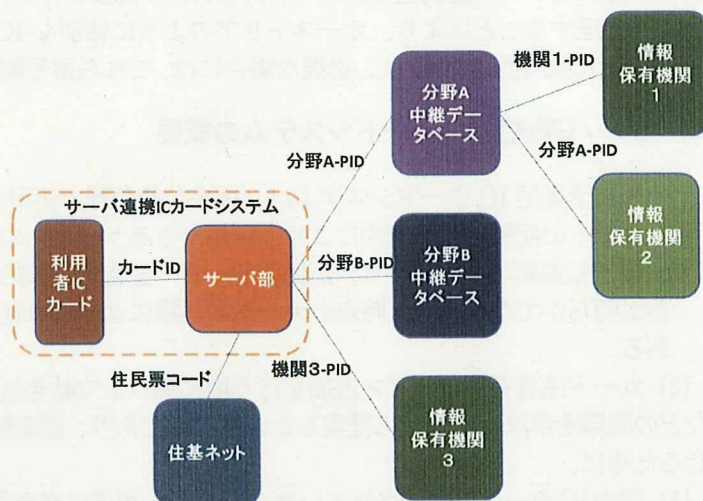 機関1-PID
情報
保有機関
1
分野A
中継デー
タベース
分野A-PID
分野A-PID
情報
保有機関
2
サーバ連携ICカードシステム
利用
者IC
カード
カードID
サーバ部
分野B-PID
分野B
中継デー
タベース
住民票コード
機関3-PID
住基ネット
情報
保有機関
3